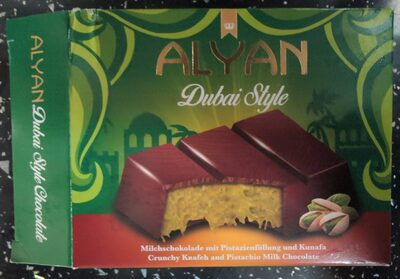 ALYAN
Dubai Style
Milchschokolade mit Pistazienfüllung und Kunafa
Crunchy Knafeh and Pistachio Milk Chocolate
ALYAN Dubai Style Chocolate